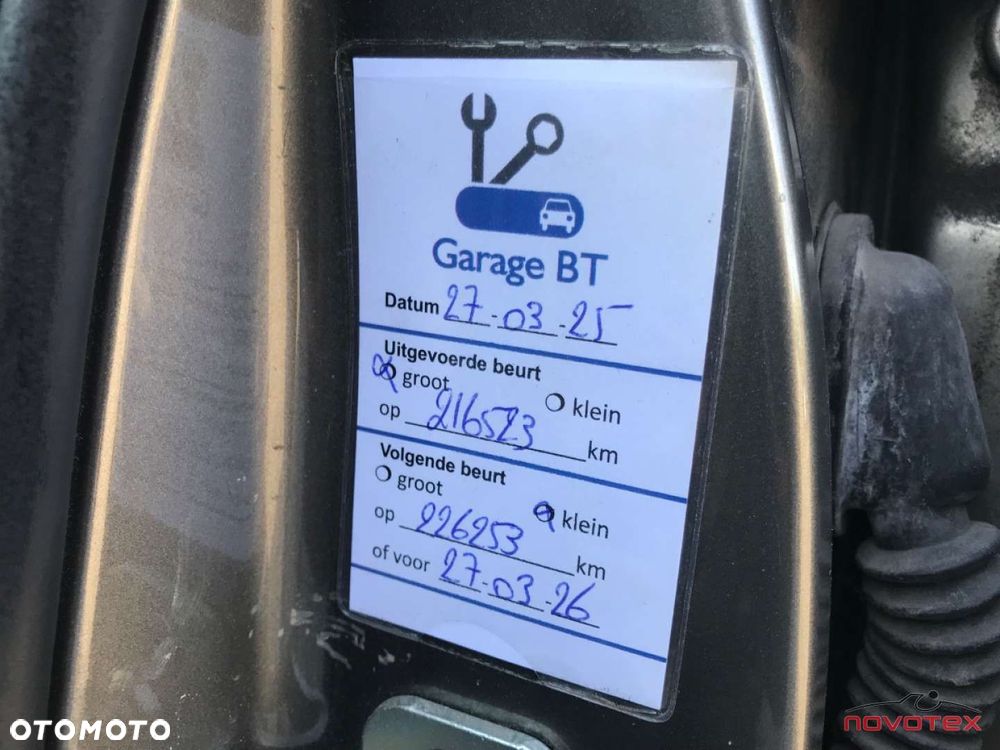 Garage BT
Datum 27-03-25
Uitgevoerde beurt
groot klein
op 216523 km
Volgende beurt
groot klein
op 226253 km
of voor 27-03-26
OTOMOTO
NOVOTEX